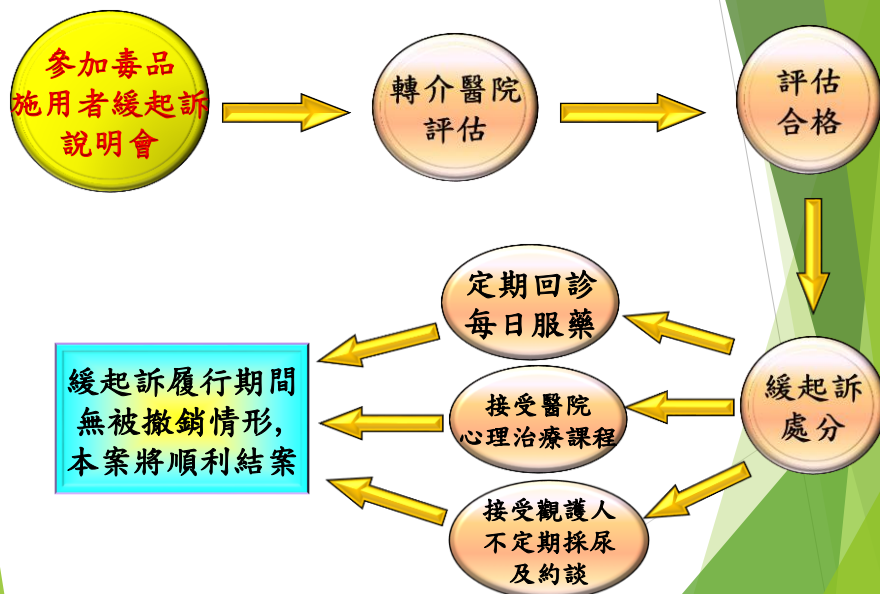 參加毒品
施用者緩起訴
說明會
轉介醫院
評估
評估
合格
緩起訴
處分
定期回診
每日服藥
接受醫院
心理治療課程
接受觀護人
不定期採尿
及約談
緩起訴履行期間
無被撤銷情形,
本案將順利結案